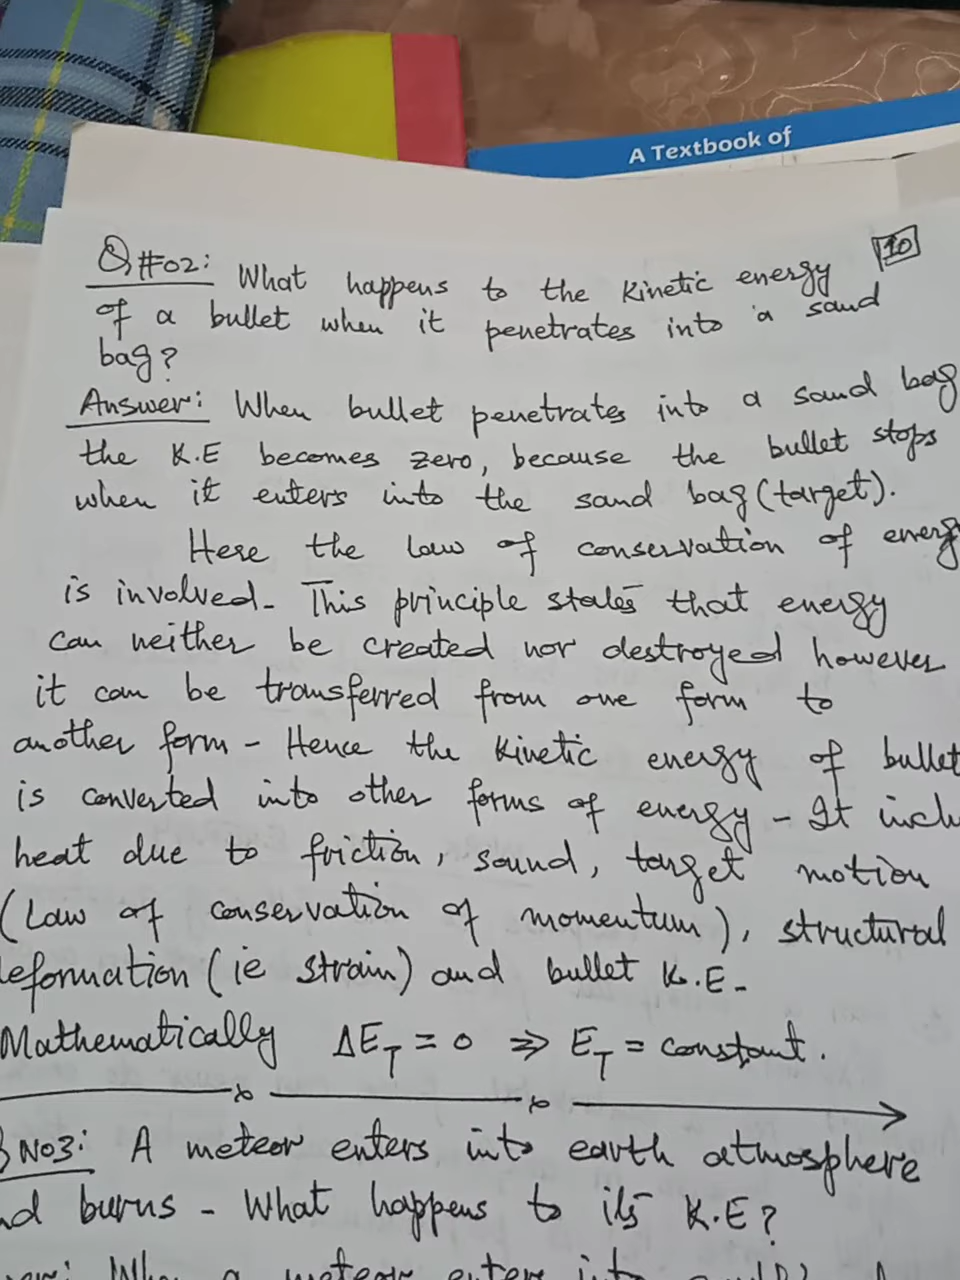 A Textbook of
10
Q#02: What happens to the Kinetic energy
of a bullet when it penetrates into a sand
bag?
Answer: When bullet penetrates into a sand bag
the K.E becomes zero, because the bullet stops
when it enters into the sand bag (target).
Here the law of conservation of energ
is involved. This principle states that energy
can neither be created nor destroyed however
it can be transferred from one form to
another form - Hence the Kinetic energy of bullet
is converted into other forms of energy - It inclu
heat due to friction, sound, target motion
(Law of conservation of momentum), structural
eformation (ie strain) and bullet K.E -
Mathematically ΔE_T = 0 ⇒ E_T = constant.
No3: A meteor enters into earth atmosphere
nd burns - What happens to its K.E?
meteor enters into